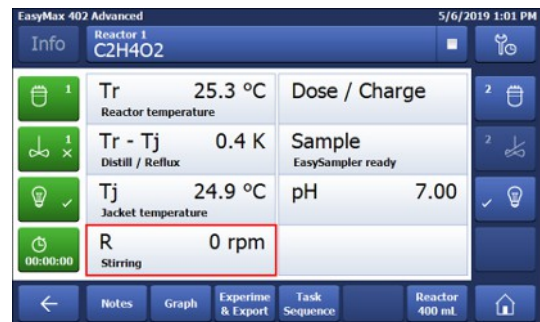 EasyMax 402 Advanced 5/6/2019 1:01 PM
Info
Reactor 1
C2H4O2
1
Tr 25.3 °C
Reactor temperature
Dose / Charge
2
1
Tr - Tj 0.4 K
Distill / Reflux
Sample
EasySampler ready
2
Tj 24.9 °C
Jacket temperature
pH 7.00
00:00:00
R 0 rpm
Stirring
Notes
Graph
Experime
& Export
Task
Sequence
Reactor
400 mL